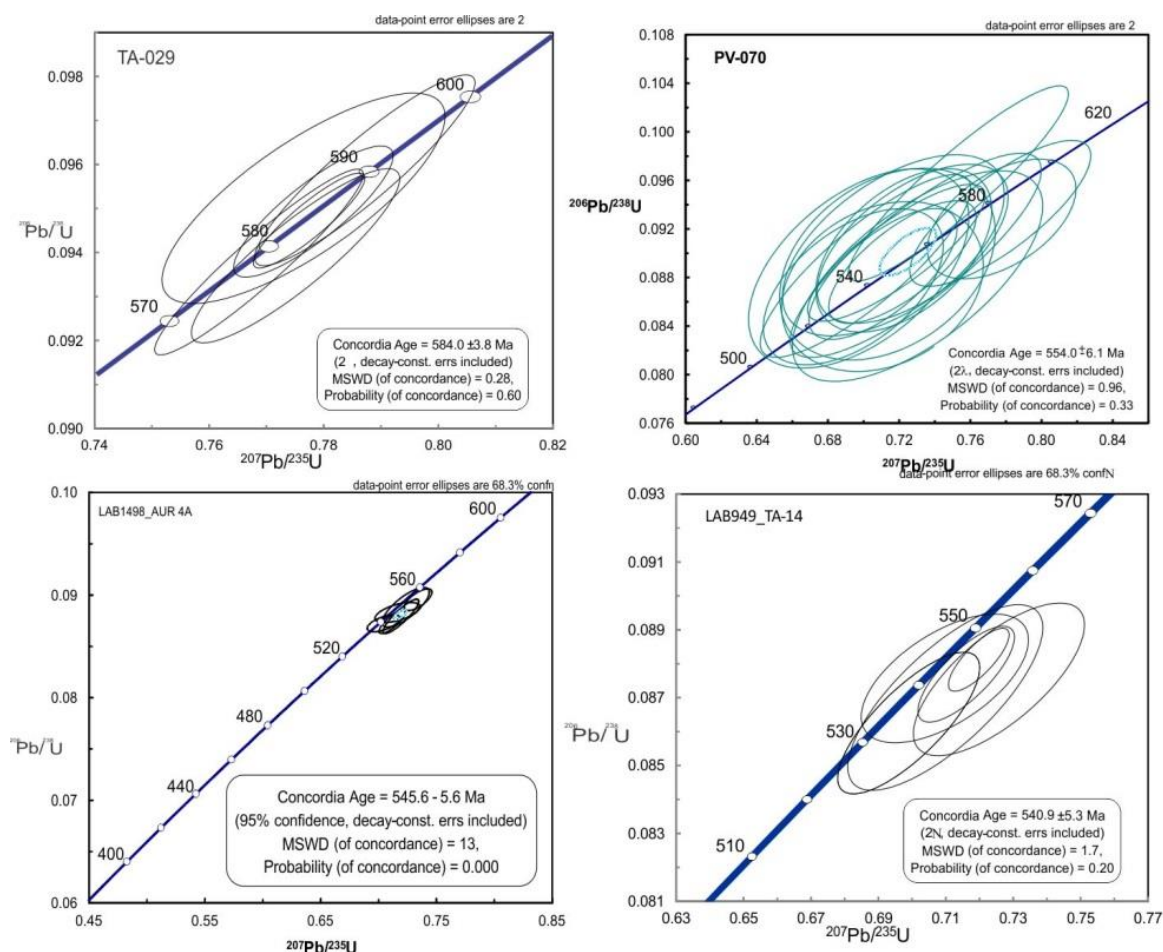 data-point error ellipses are 2
TA-029
0.098
0.096
0.094
0.092
0.090
600
590
580
570
Concordia Age = 584.0 ±3.8 Ma
(2 , decay-const. errs included)
MSWD (of concordance) = 0.28,
Probability (of concordance) = 0.60
0.74 0.76 0.78 0.80 0.82
²⁰⁷Pb/²³⁵U
data-point error ellipses are 2
PV-070
0.108
0.104
0.100
0.096
²⁰⁶Pb/²³⁸U
0.092
0.088
0.084
0.080
0.076
620
580
540
500
Concordia Age = 554.0 ±6.1 Ma
(2λ, decay-const. errs included)
MSWD (of concordance) = 0.96,
Probability (of concordance) = 0.33
0.60 0.64 0.68 0.72 0.76 0.80 0.84
²⁰⁷Pb/²³⁵U
data-point error ellipses are 68.3% conf
LAB1498_AUR 4A
0.10
0.09
0.08
0.07
0.06
600
560
520
480
440
400
Pb/ U
Concordia Age = 545.6 - 5.6 Ma
(95% confidence, decay-const. errs included)
MSWD (of concordance) = 13,
Probability (of concordance) = 0.000
0.45 0.55 0.65 0.75 0.85
²⁰⁷Pb/²³⁵U
data-point error ellipses are 68.3% confN
LAB949_TA-14
0.093
0.091
0.089
0.087
0.085
0.083
0.081
570
550
530
510
Pb/ U
Concordia Age = 540.9 ±5.3 Ma
(2N, decay-const. errs included)
MSWD (of concordance) = 1.7,
Probability (of concordance) = 0.20
0.63 0.65 0.67 0.69 0.71 0.73 0.75 0.77
²⁰⁷Pb/²³⁵U